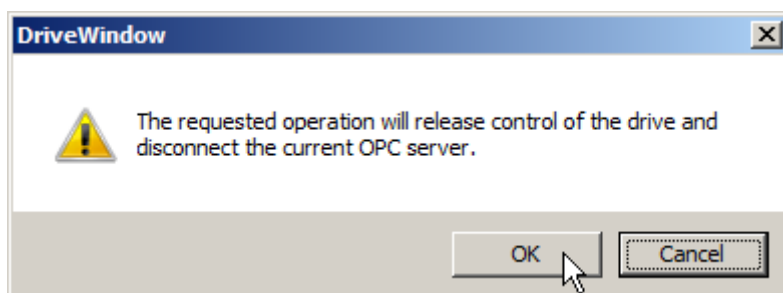 DriveWindow
The requested operation will release control of the drive and
disconnect the current OPC server.
OK
Cancel